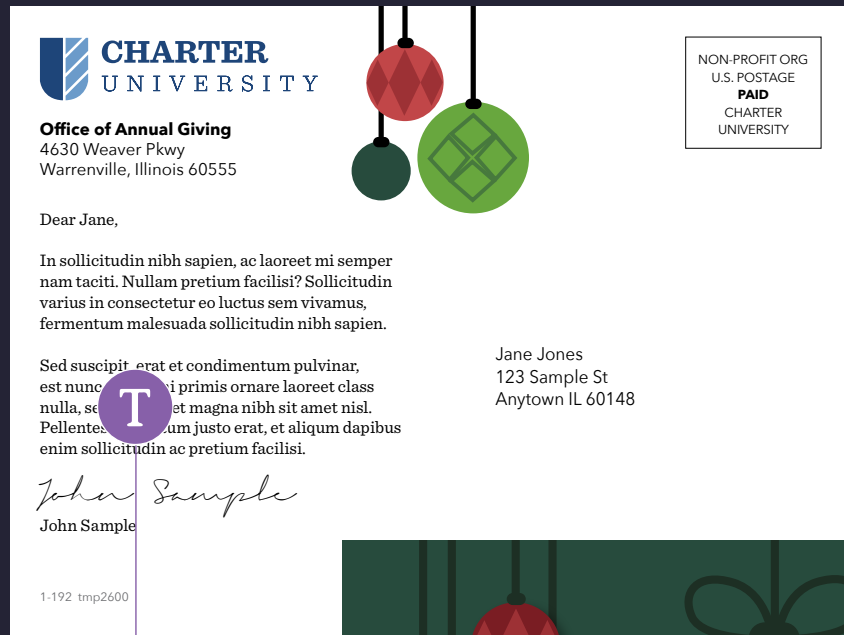 CHARTER
UNIVERSITY
Office of Annual Giving
4630 Weaver Pkwy
Warrenville, Illinois 60555
NON-PROFIT ORG
U.S. POSTAGE
PAID
CHARTER
UNIVERSITY
Dear Jane,
In sollicitudin nibh sapien, ac laoreet mi semper
nam taciti. Nullam pretium facilisi? Sollicitudin
varius in consectetur eo luctus sem vivamus,
fermentum malesuada sollicitudin nibh sapien.
Sed suscipit erat et condimentum pulvinar,
est nunc primis ornare laoreet class
nulla, et magna nibh sit amet nisl.
justo erat, et aliqum dapibus
enim sollicitudin ac pretium facilisi.
T
John Sample
John Sample
Jane Jones
123 Sample St
Anytown IL 60148
1-192 tmp2600